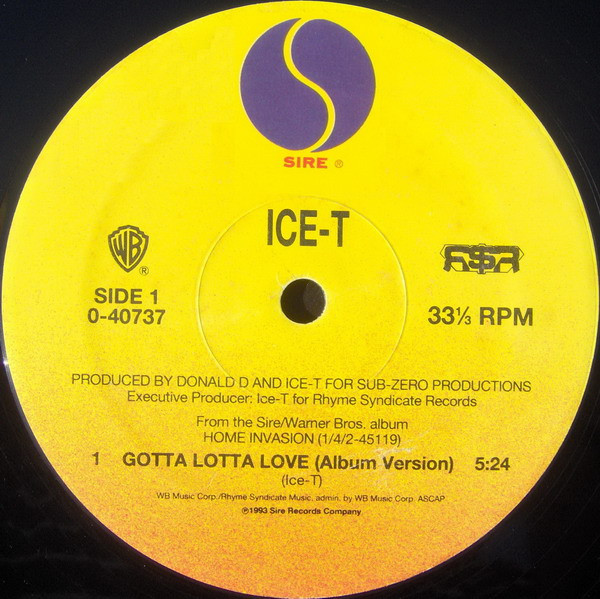 SIRE ®
ICE-T
WB ®
SIDE 1
0-40737
33⅓ RPM
PRODUCED BY DONALD D AND ICE-T FOR SUB-ZERO PRODUCTIONS
Executive Producer: Ice-T for Rhyme Syndicate Records
From the Sire/Warner Bros. album
HOME INVASION (1/4/2-45119)
1 GOTTA LOTTA LOVE (Album Version) 5:24
(Ice-T)
WB Music Corp./Rhyme Syndicate Music, admin. by WB Music Corp. ASCAP
℗1993 Sire Records Company